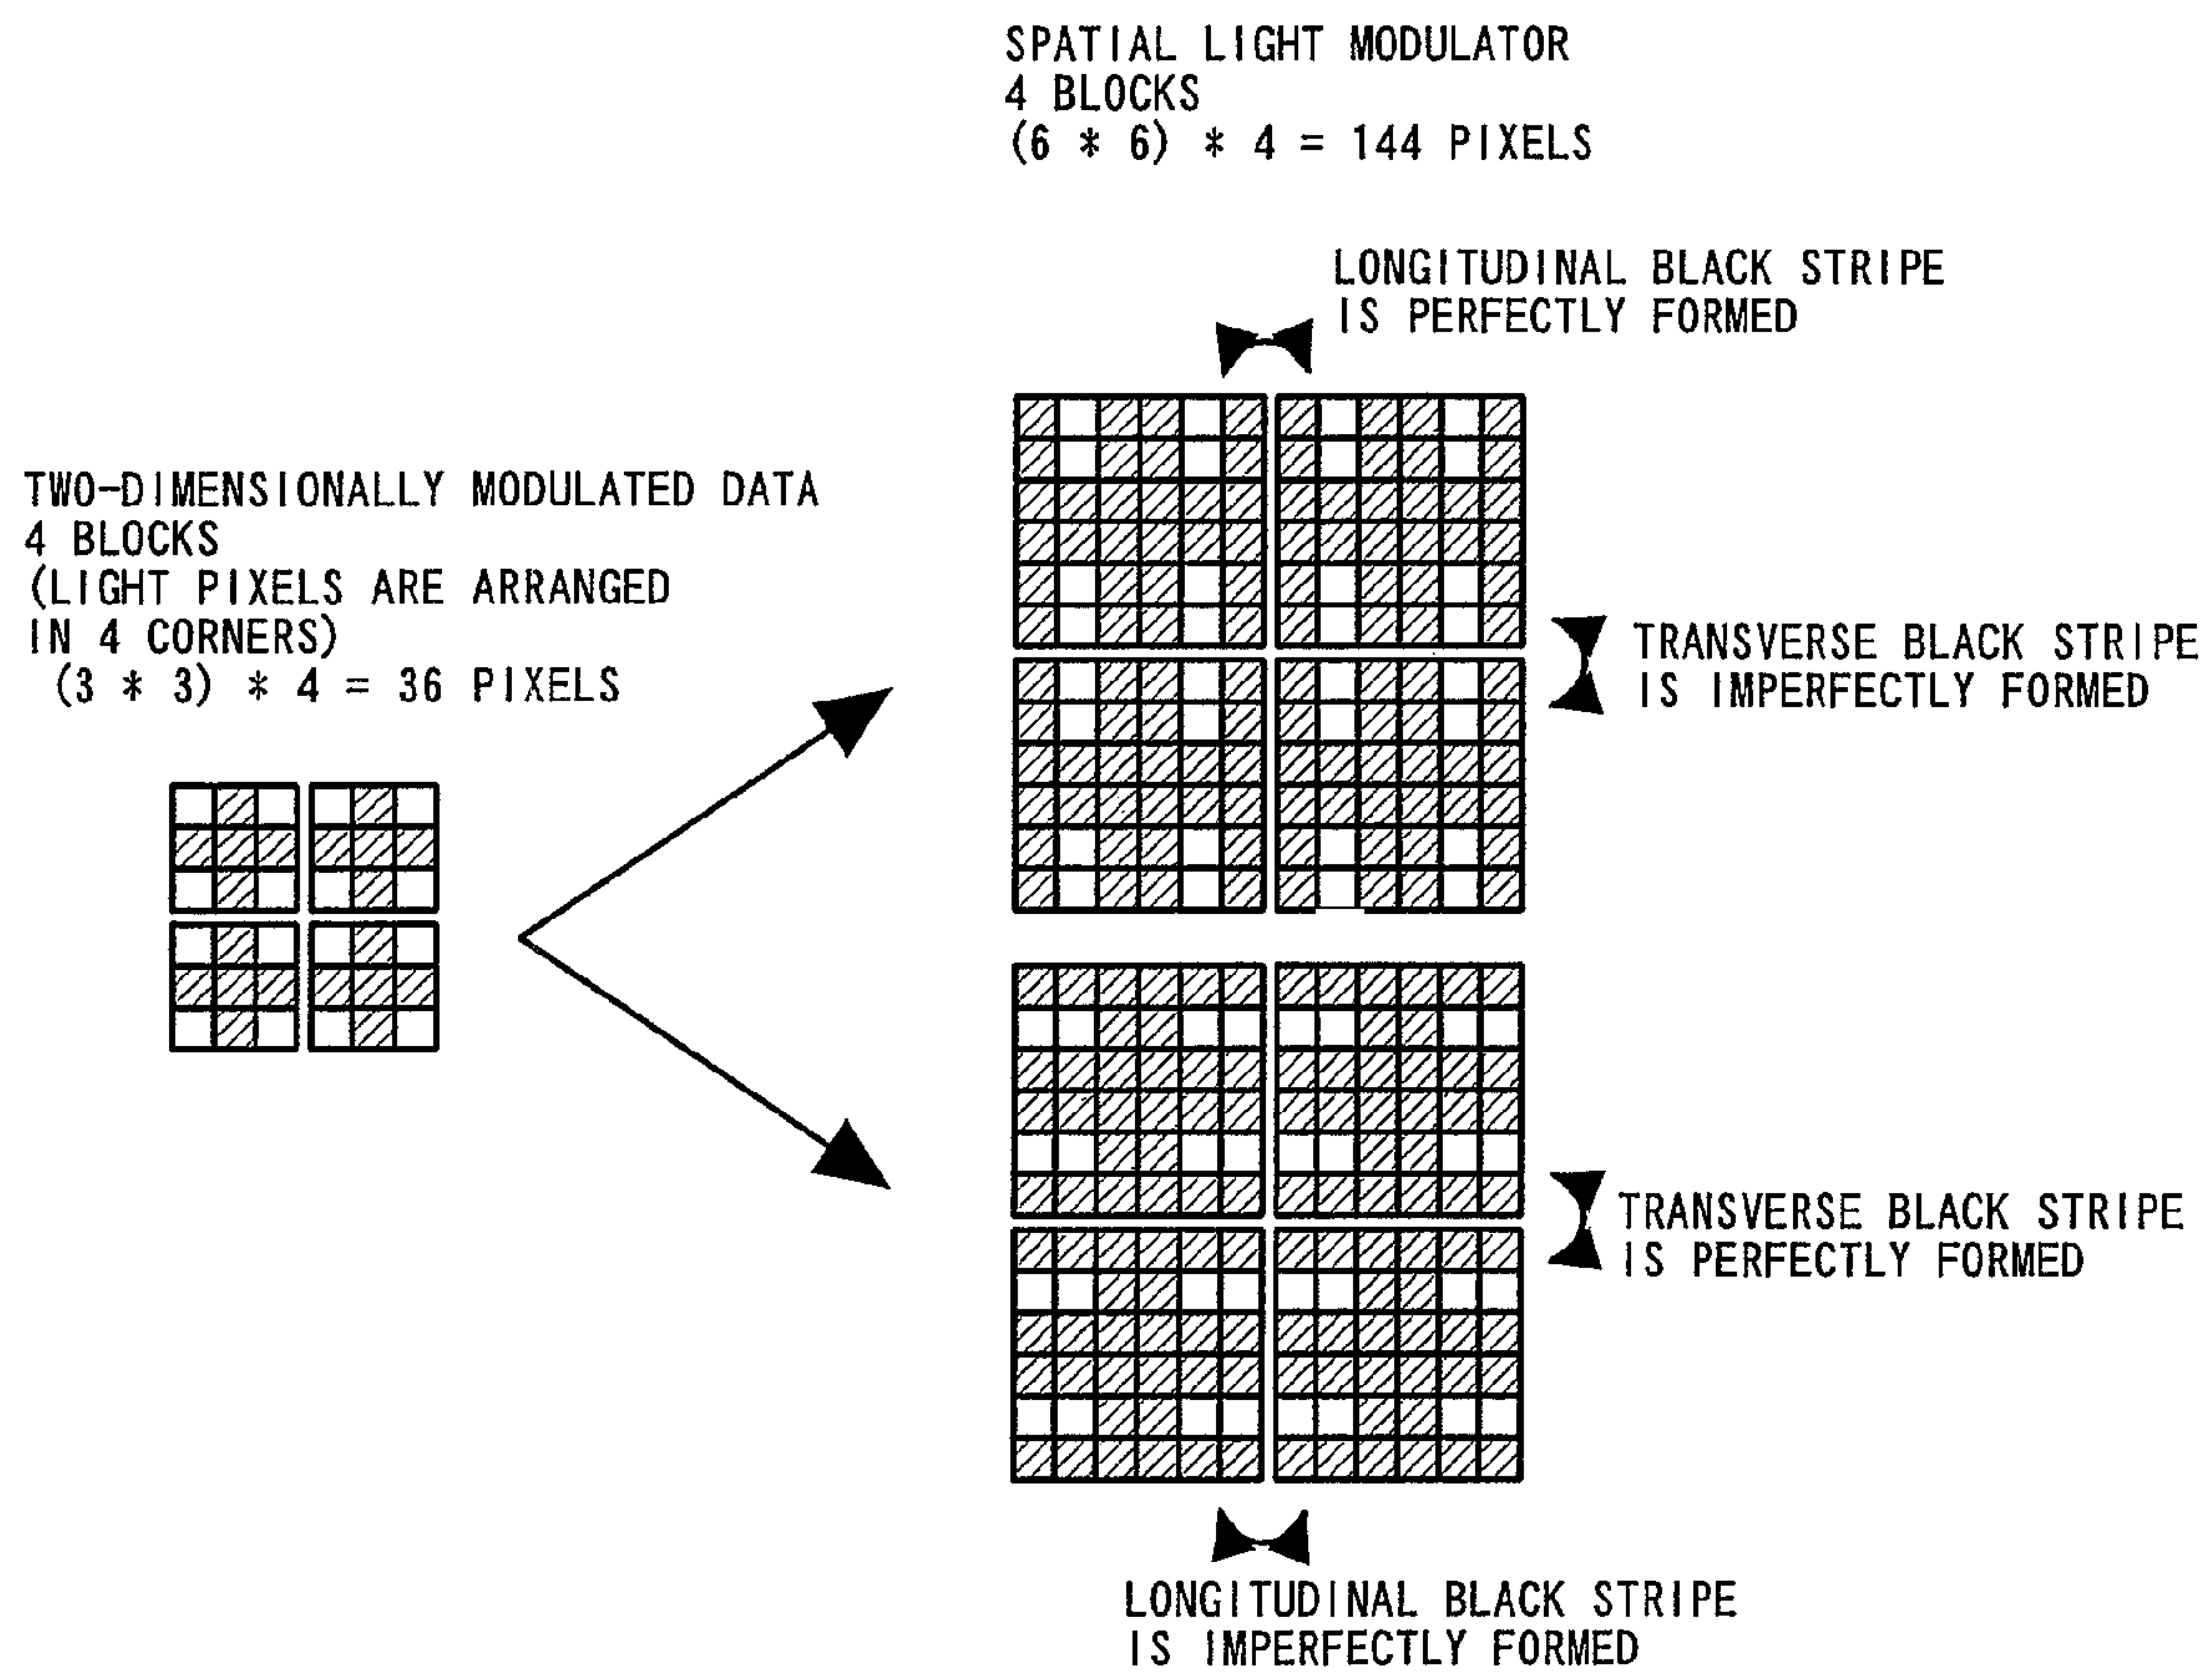 SPATIAL LIGHT MODULATOR
4 BLOCKS
(6 * 6) * 4 = 144 PIXELS
LONGITUDINAL BLACK STRIPE
IS PERFECTLY FORMED
TWO-DIMENSIONALLY MODULATED DATA
4 BLOCKS
(LIGHT PIXELS ARE ARRANGED
IN 4 CORNERS)
(3 * 3) * 4 = 36 PIXELS
TRANSVERSE BLACK STRIPE
IS IMPERFECTLY FORMED
TRANSVERSE BLACK STRIPE
IS PERFECTLY FORMED
LONGITUDINAL BLACK STRIPE
IS IMPERFECTLY FORMED